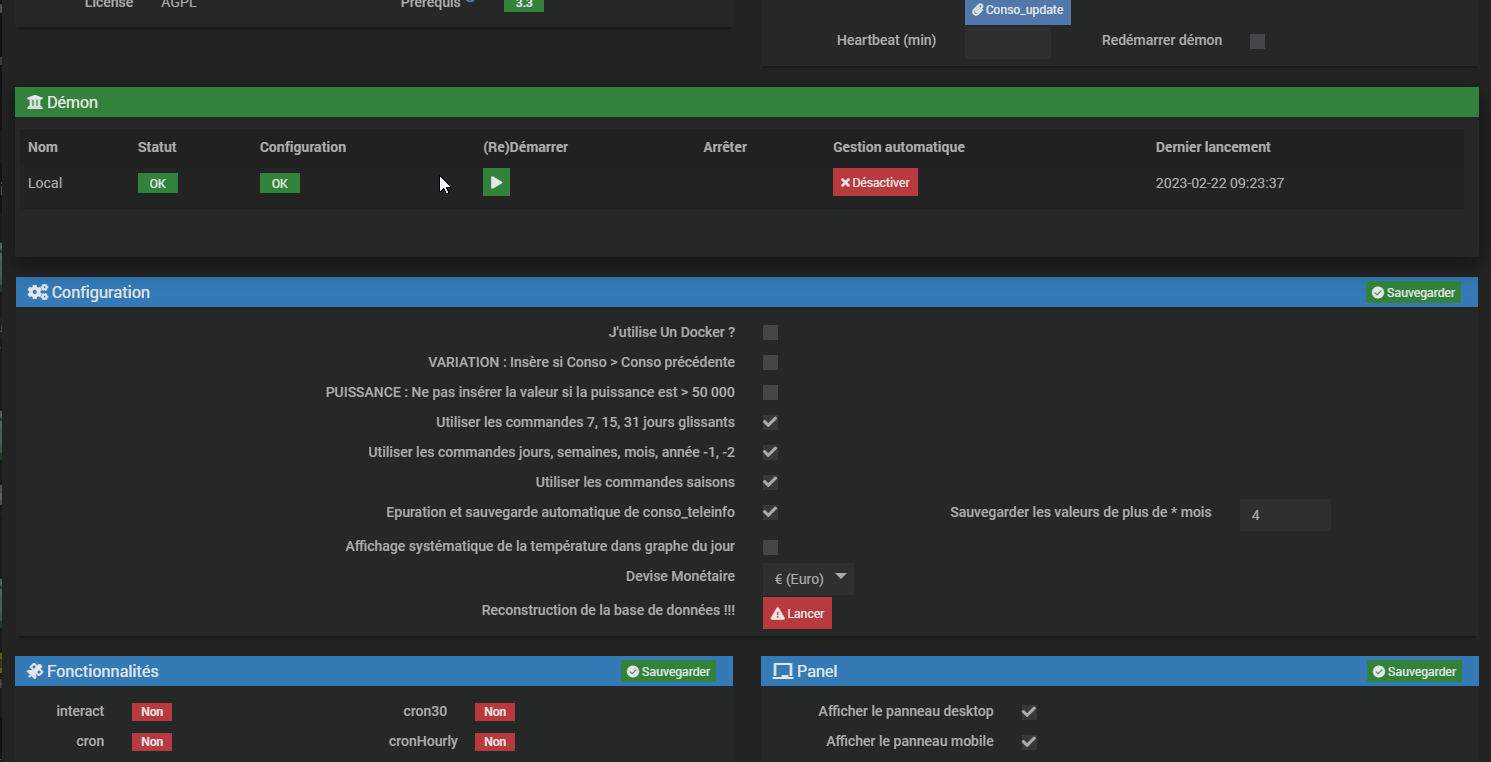 License AGPL Prérequis 3.3
Conso_update
Heartbeat (min) Redémarrer démon
Démon
Nom Statut Configuration (Re)Démarrer Arrêter Gestion automatique Dernier lancement
Local OK OK Désactiver 2023-02-22 09:23:37
Configuration Sauvegarder
J'utilise Un Docker ?
VARIATION : Insère si Conso > Conso précédente
PUISSANCE : Ne pas insérer la valeur si la puissance est > 50 000
Utiliser les commandes 7, 15, 31 jours glissants
Utiliser les commandes jours, semaines, mois, année -1, -2
Utiliser les commandes saisons
Epuration et sauvegarde automatique de conso_teleinfo Sauvegarder les valeurs de plus de * mois 4
Affichage systématique de la température dans graphe du jour
Devise Monétaire € (Euro)
Reconstruction de la base de données !!! Lancer
Fonctionnalités Sauvegarder
interact Non cron30 Non
cron Non cronHourly Non
Panel Sauvegarder
Afficher le panneau desktop
Afficher le panneau mobile